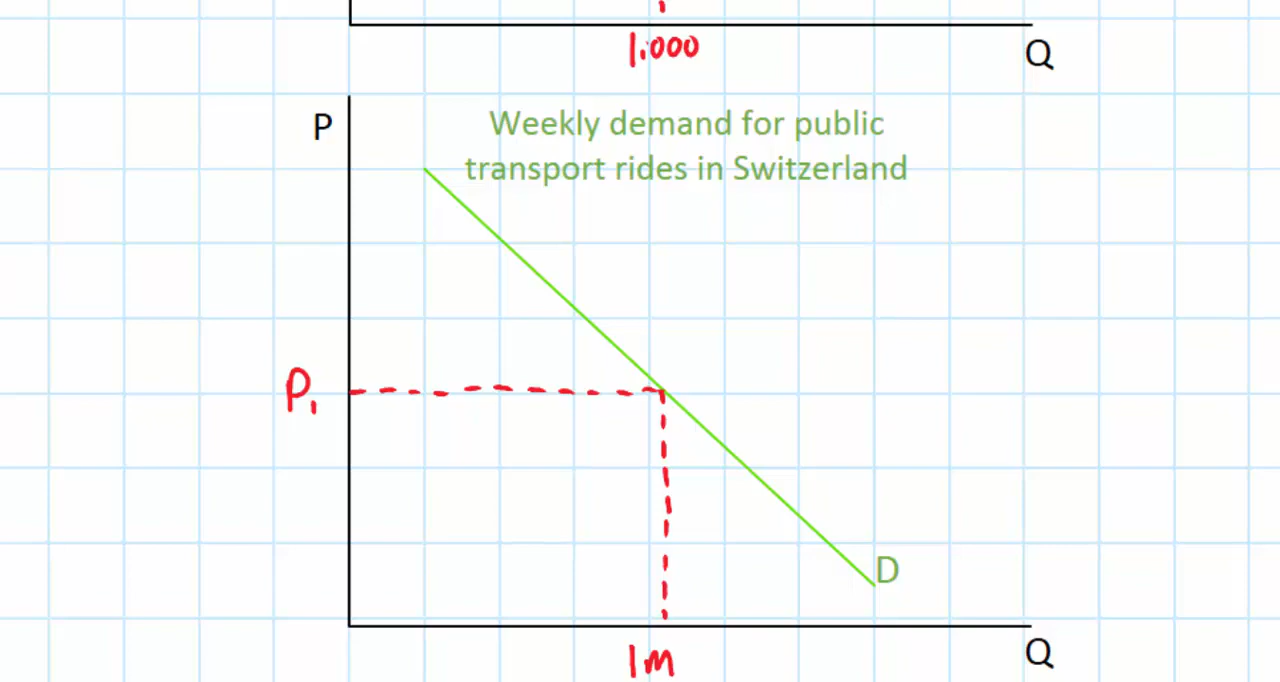 1.000
Q
P
Weekly demand for public
transport rides in Switzerland
P1
D
1M
Q